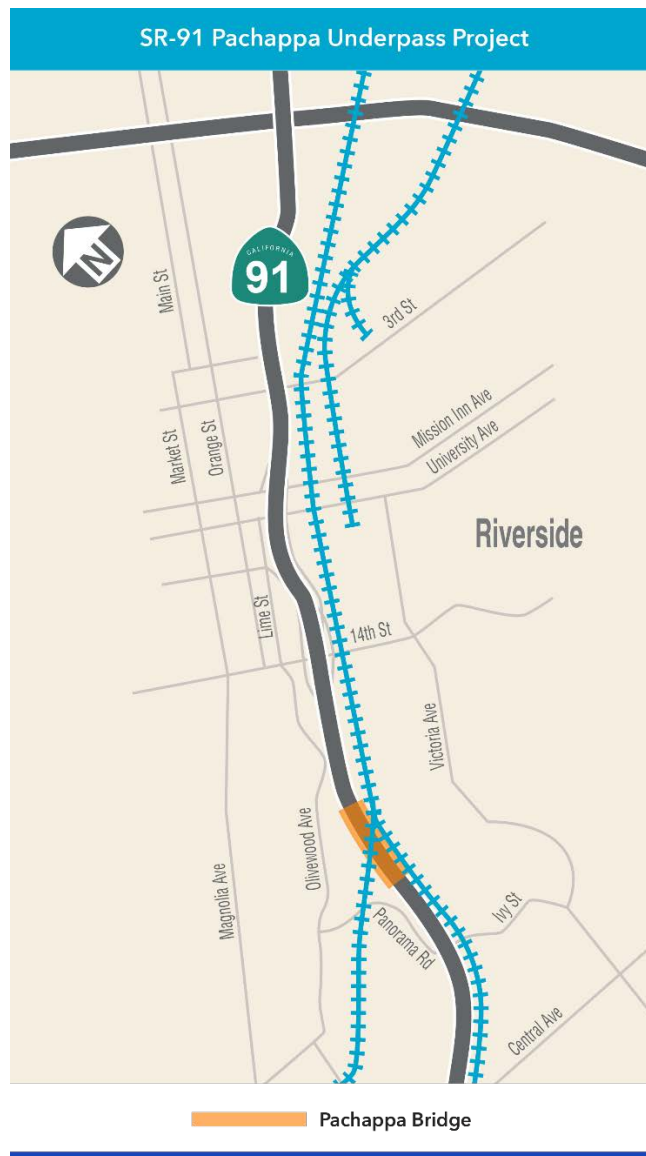 SR-91 Pachappa Underpass Project
N
CALIFORNIA
91
Main St
3rd St
Mission Inn Ave
University Ave
Market St
Orange St
Riverside
Lime St
14th St
Victoria Ave
Olivewood Ave
Magnolia Ave
Panorama Rd
Ivy St
Central Ave
Pachappa Bridge